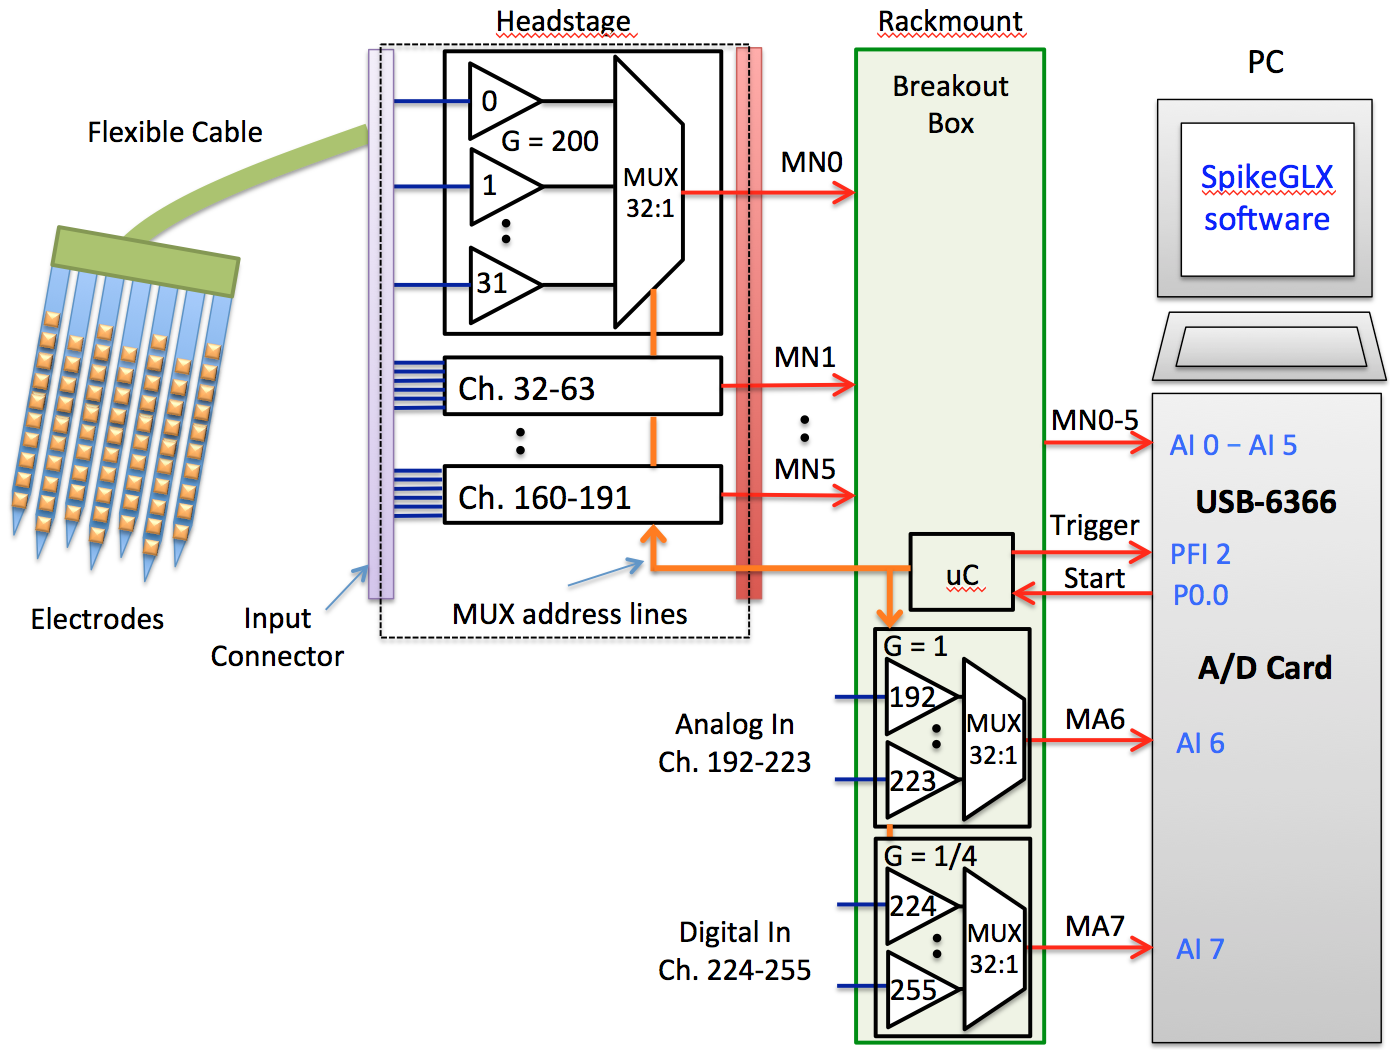 Headstage
Rackmount
PC
Flexible Cable
0
G = 200
1
31
MUX
32:1
MN0
Breakout
Box
SpikeGLX
software
Ch. 32-63
MN1
Ch. 160-191
MN5
MN0-5
AI 0 – AI 5
USB-6366
Trigger
PFI 2
uC
Start
P0.0
Electrodes
Input
Connector
MUX address lines
A/D Card
G = 1
192
223
MUX
32:1
Analog In
Ch. 192-223
MA6
AI 6
G = 1/4
224
255
MUX
32:1
Digital In
Ch. 224-255
MA7
AI 7